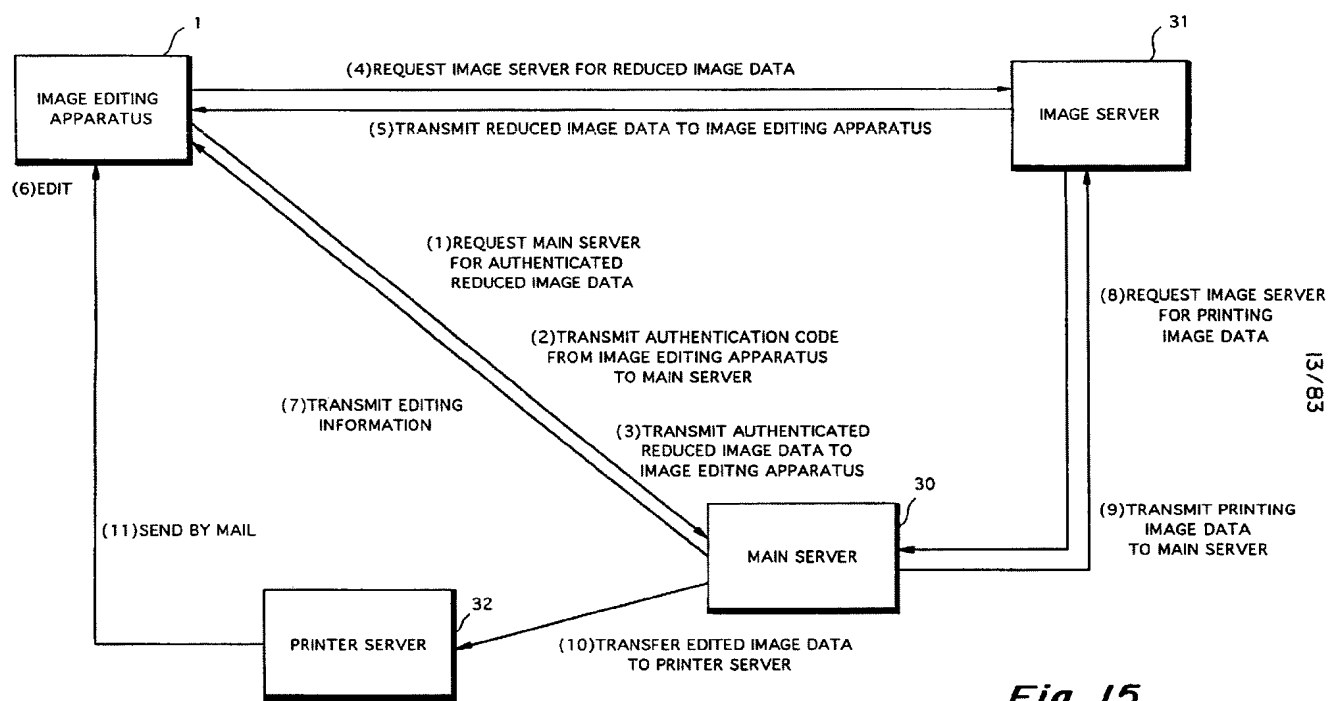 1
31
IMAGE EDITING
APPARATUS
(4)REQUEST IMAGE SERVER FOR REDUCED IMAGE DATA
(5)TRANSMIT REDUCED IMAGE DATA TO IMAGE EDITING APPARATUS
IMAGE SERVER
(6)EDIT
(1)REQUEST MAIN SERVER
FOR AUTHENTICATED
REDUCED IMAGE DATA
(8)REQUEST IMAGE SERVER
FOR PRINTING
IMAGE DATA
(2)TRANSMIT AUTHENTICATION CODE
FROM IMAGE EDITING APPARATUS
TO MAIN SERVER
13/83
(7)TRANSMIT EDITING
INFORMATION
(3)TRANSMIT AUTHENTICATED
REDUCED IMAGE DATA TO
IMAGE EDITNG APPARATUS
30
(9)TRANSMIT PRINTING
IMAGE DATA
TO MAIN SERVER
(11)SEND BY MAIL
MAIN SERVER
32
PRINTER SERVER
(10)TRANSFER EDITED IMAGE DATA
TO PRINTER SERVER
Fig. 15